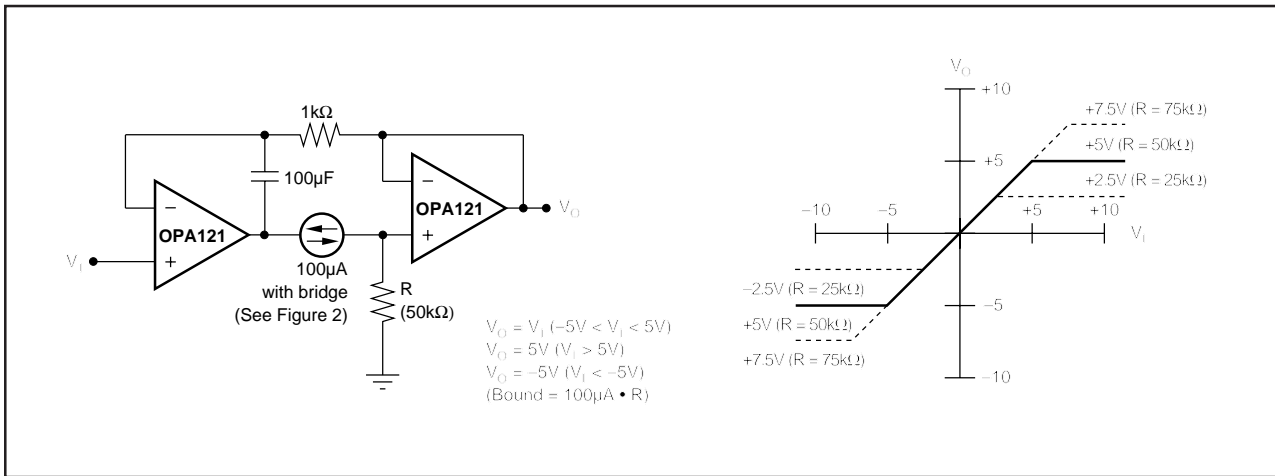 1kΩ
100µF
−
OPA121
+
V_I
100µA
with bridge
(See Figure 2)
R
(50kΩ)
−
OPA121
+
V_O
V_O = V_I (–5V < V_I < 5V)
V_O = 5V (V_I > 5V)
V_O = –5V (V_I < –5V)
(Bound = 100µA • R)
V_O
+10
+7.5V (R = 75kΩ)
+5
+5V (R = 50kΩ)
+2.5V (R = 25kΩ)
–10
–5
+5
+10
V_I
–2.5V (R = 25kΩ)
–5
+5V (R = 50kΩ)
+7.5V (R = 75kΩ)
–10